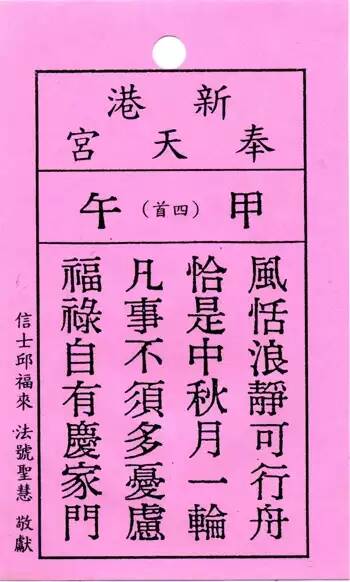 新港
奉天宮
甲（四首）午
風恬浪靜可行舟
恰是中秋月一輪
凡事不須多憂慮
福祿自有慶家門
信士邱福來 法號聖慧 敬獻